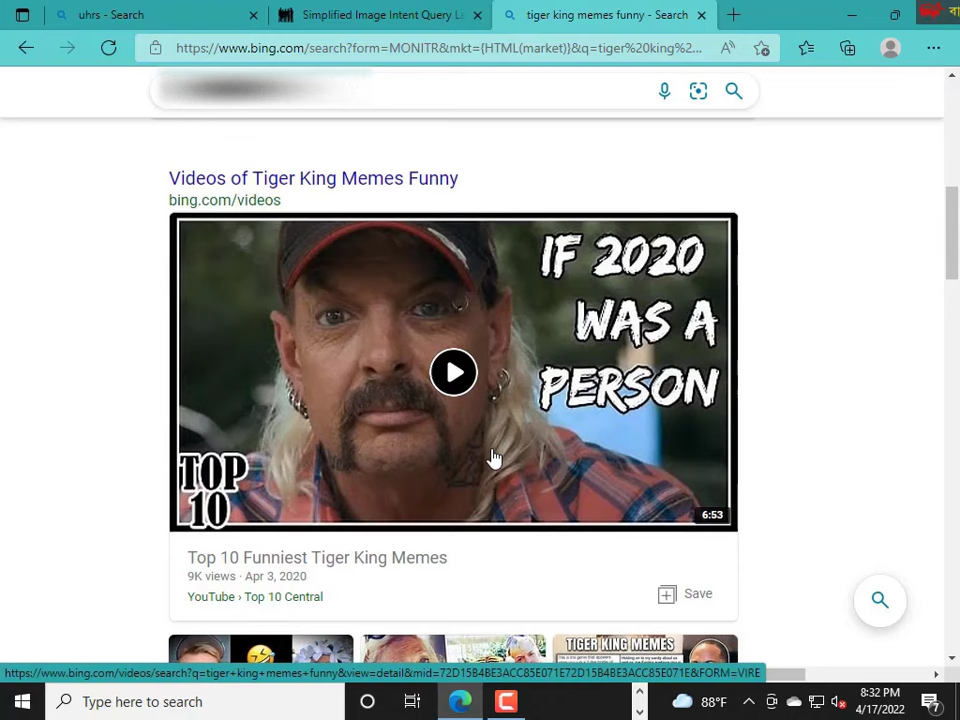 uhrs - Search
Simplified Image Intent Query La
tiger king memes funny - Search
https://www.bing.com/search?form=MONITR&mkt={HTML(market)}&q=tiger%20king%2...
Videos of Tiger King Memes Funny
bing.com/videos
IF 2020
WAS A
PERSON
TOP
10
6:53
Top 10 Funniest Tiger King Memes
9K views · Apr 3, 2020
YouTube › Top 10 Central
Save
TIGER KING MEMES
https://www.bing.com/videos/search?q=tiger+king+memes+funny&view=detail&mid=72D15B4BE3ACC85E071E72D15B4BE3ACC85E071E&FORM=VIRE
Type here to search
88°F
8:32 PM
4/17/2022
7